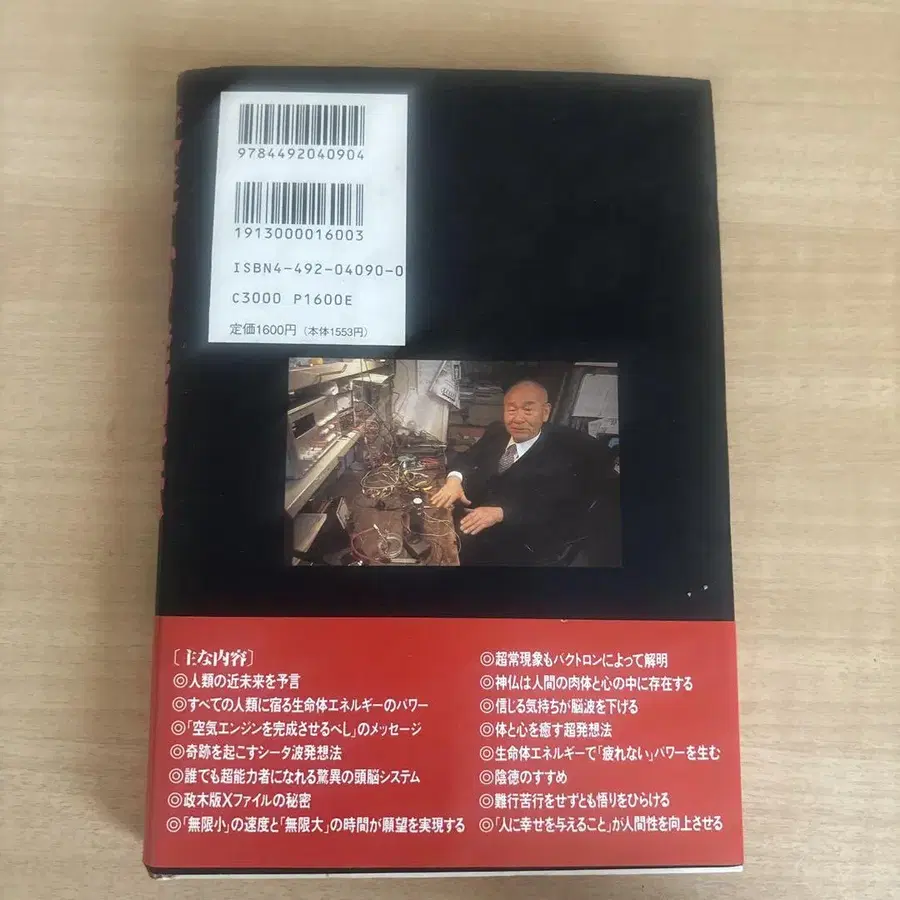 9784492040904
1913000016003
ISBN4-492-04090-0
C3000 P1600E
定価1600円（本体1553円）
〔主な内容〕
◎人類の近未来を予言
◎すべての人類に宿る生命体エネルギーのパワー
◎「空気エンジンを完成させるべし」のメッセージ
◎奇跡を起こすシータ波発想法
◎誰でも超能力者になれる驚異の頭脳システム
◎政木版Xファイルの秘密
◎「無限小」の速度と「無限大」の時間が願望を実現する
◎超常現象もバクトロンによって解明
◎神仏は人間の肉体と心の中に存在する
◎信じる気持ちが脳波を下げる
◎体と心を癒す超発想法
◎生命体エネルギーで「疲れない」パワーを生む
◎陰徳のすすめ
◎難行苦行をせずとも悟りをひらける
◎「人に幸せを与えること」が人間性を向上させる